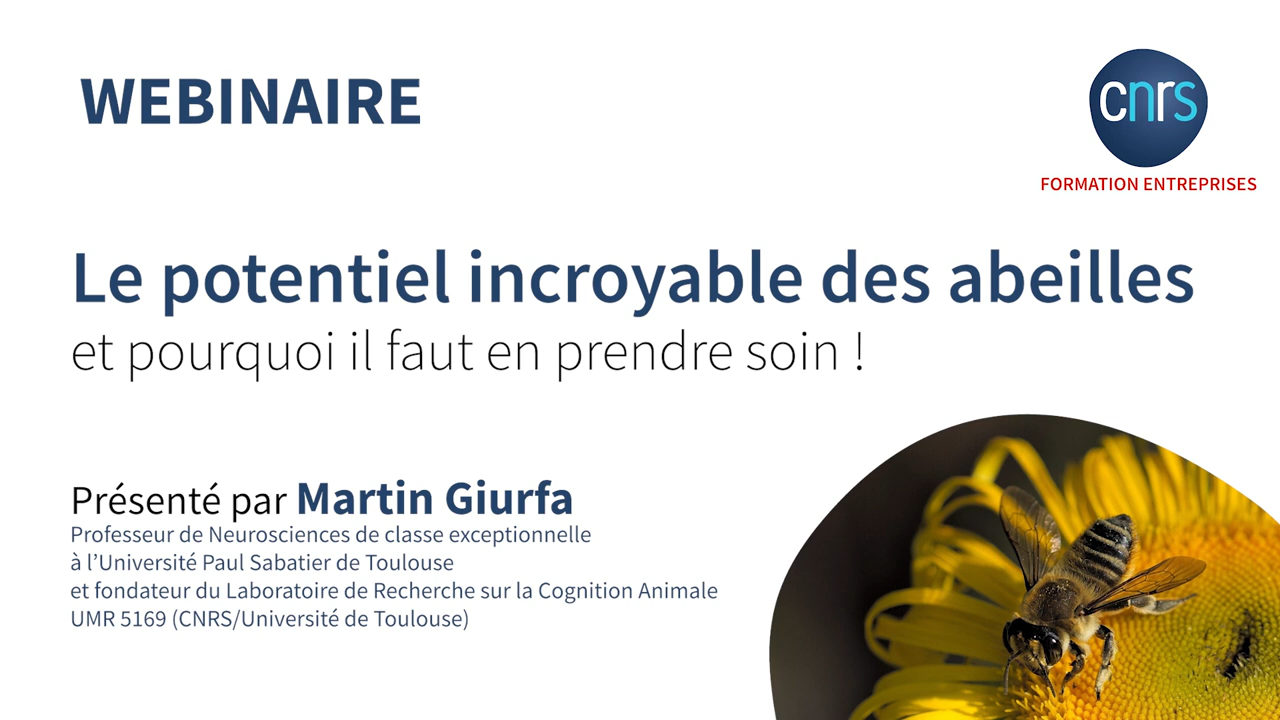 WEBINAIRE
cnrs
FORMATION ENTREPRISES
Le potentiel incroyable des abeilles
et pourquoi il faut en prendre soin !
Présenté par Martin Giurfa
Professeur de Neurosciences de classe exceptionnelle
à l’Université Paul Sabatier de Toulouse
et fondateur du Laboratoire de Recherche sur la Cognition Animale
UMR 5169 (CNRS/Université de Toulouse)